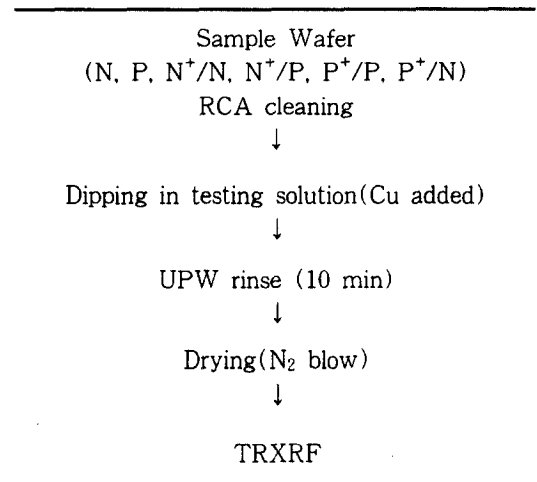 Sample Wafer
(N, P, N⁺/N, N⁺/P, P⁺/P, P⁺/N)
RCA cleaning
↓
Dipping in testing solution(Cu added)
↓
UPW rinse (10 min)
↓
Drying(N₂ blow)
↓
TRXRF